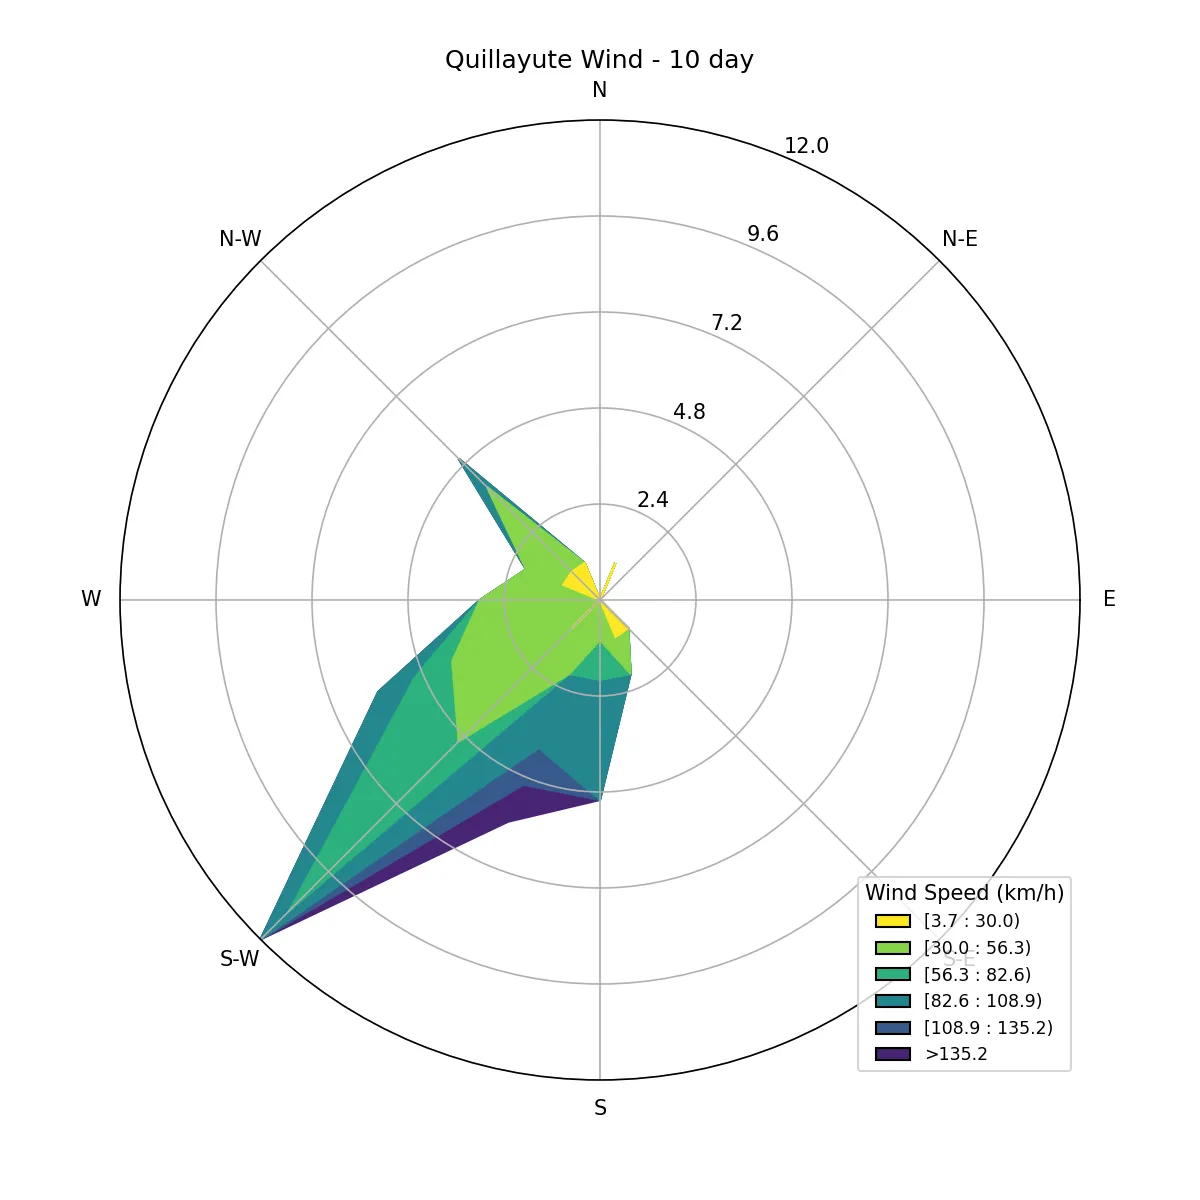 Quillayute Wind - 10 day
N
12.0
N-W
9.6
N-E
7.2
4.8
2.4
W
E
S-W
S-E
S
Wind Speed (km/h)
[3.7 : 30.0)
[30.0 : 56.3)
[56.3 : 82.6)
[82.6 : 108.9)
[108.9 : 135.2)
>135.2